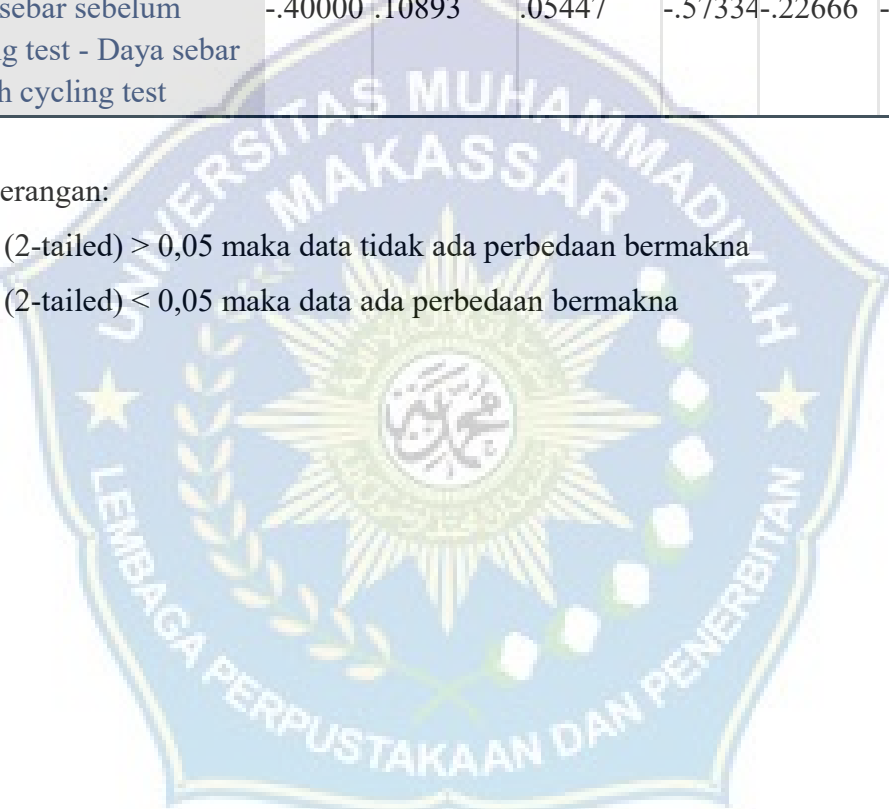 sebar sebelum -.40000 .10893 .05447 -.57334 -.22666 -
g test - Daya sebar
h cycling test
erangan:
(2-tailed) > 0,05 maka data tidak ada perbedaan bermakna
(2-tailed) < 0,05 maka data ada perbedaan bermakna
UNIVERSITAS MUHAMMADIYAH
MAKASSAR
LEMBAGA PERPUSTAKAAN DAN PENERBITAN